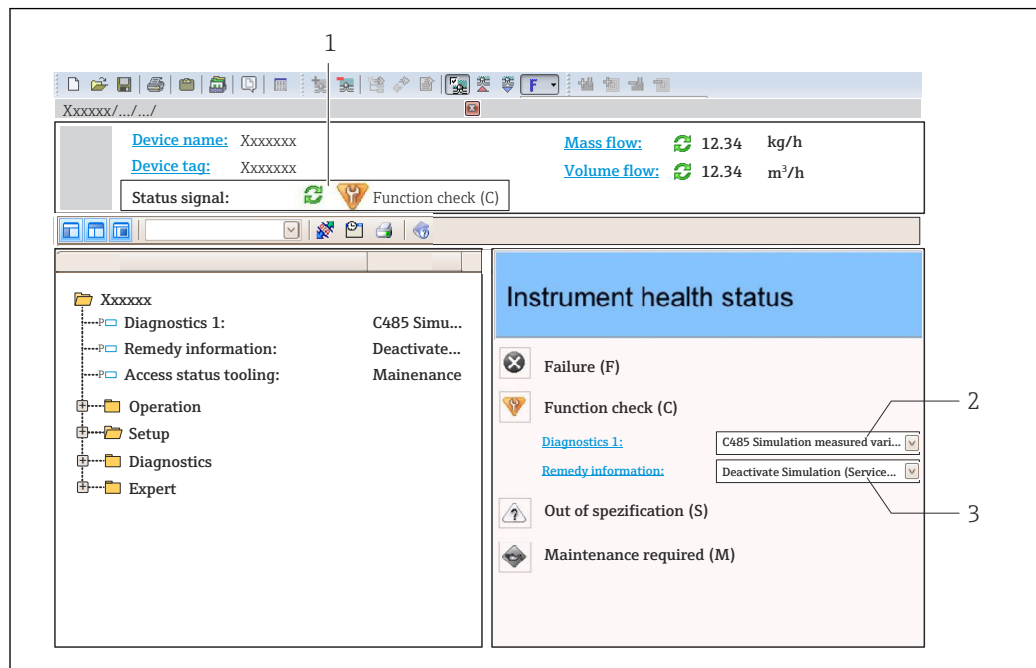 1
F
Xxxxxx/.../.../
Device name: Xxxxxxx Mass flow: 12.34 kg/h
Device tag: Xxxxxxx Volume flow: 12.34 m³/h
Status signal: Function check (C)
Xxxxxx
Diagnostics 1: C485 Simu...
Remedy information: Deactivate...
Access status tooling: Mainenance
Operation
Setup
Diagnostics
Expert
Instrument health status
Failure (F)
Function check (C)
2
Diagnostics 1: C485 Simulation measured vari...
Remedy information: Deactivate Simulation (Service...
Out of spezification (S)
3
Maintenance required (M)